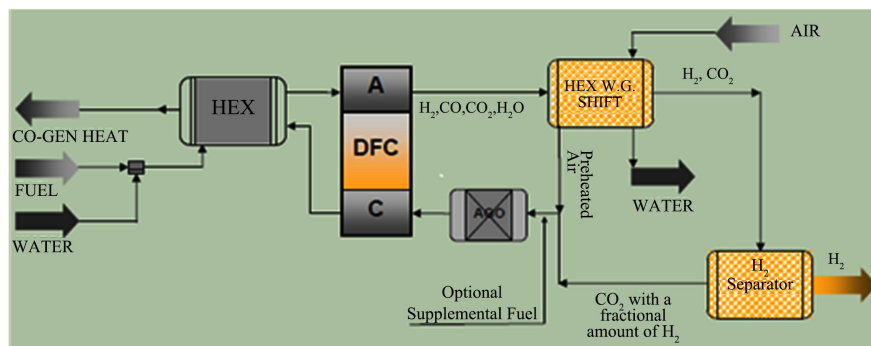 AIR
H₂, CO₂
HEX W.G.
SHIFT
HEX
A
H₂,CO,CO₂,H₂O
CO-GEN HEAT
DFC
Preheated
Air
FUEL
WATER
C
AGO
WATER
H₂
Separator
H₂
Optional
Supplemental Fuel
CO₂ with a
fractional
amount of H₂